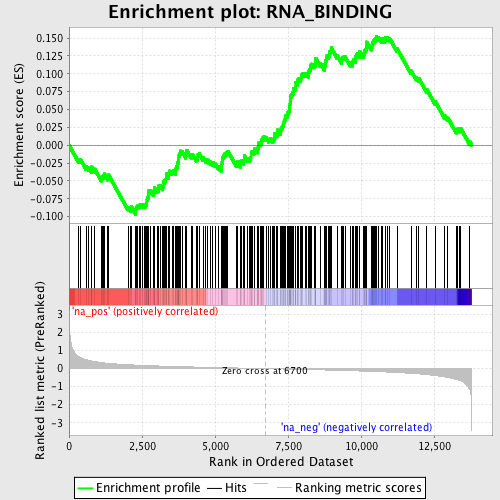 Enrichment plot: RNA_BINDING
Enrichment score (ES)
0.150
0.125
0.100
0.075
0.050
0.025
0.000
-0.025
-0.050
-0.075
-0.100
'na_pos' (positively correlated)
Ranked list metric (PreRanked)
3
2
1
0
-1
-2
-3
Zero cross at 6700
'na_neg' (negatively correlated)
0
2,500
5,000
7,500
10,000
12,500
Rank in Ordered Dataset
Enrichment profile
Hits
Ranking metric scores